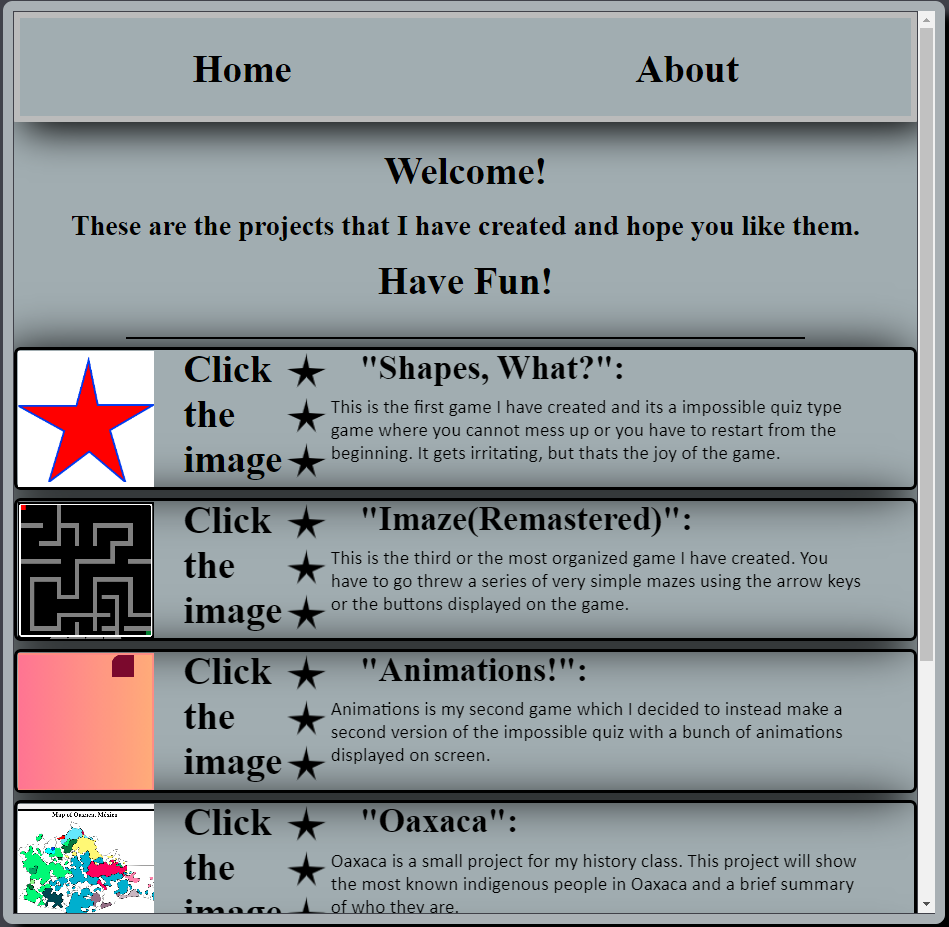 Home About
Welcome!
These are the projects that I have created and hope you like them.
Have Fun!
Click
the
image
"Shapes, What?":
This is the first game I have created and its a impossible quiz type
game where you cannot mess up or you have to restart from the
beginning. It gets irritating, but thats the joy of the game.
Click
the
image
"Imaze(Remastered)":
This is the third or the most organized game I have created. You
have to go threw a series of very simple mazes using the arrow keys
or the buttons displayed on the game.
Click
the
image
"Animations!":
Animations is my second game which I decided to instead make a
second version of the impossible quiz with a bunch of animations
displayed on screen.
Map of Oaxaca, México
Click
the
image
"Oaxaca":
Oaxaca is a small project for my history class. This project will show
the most known indigenous people in Oaxaca and a brief summary
of who they are.